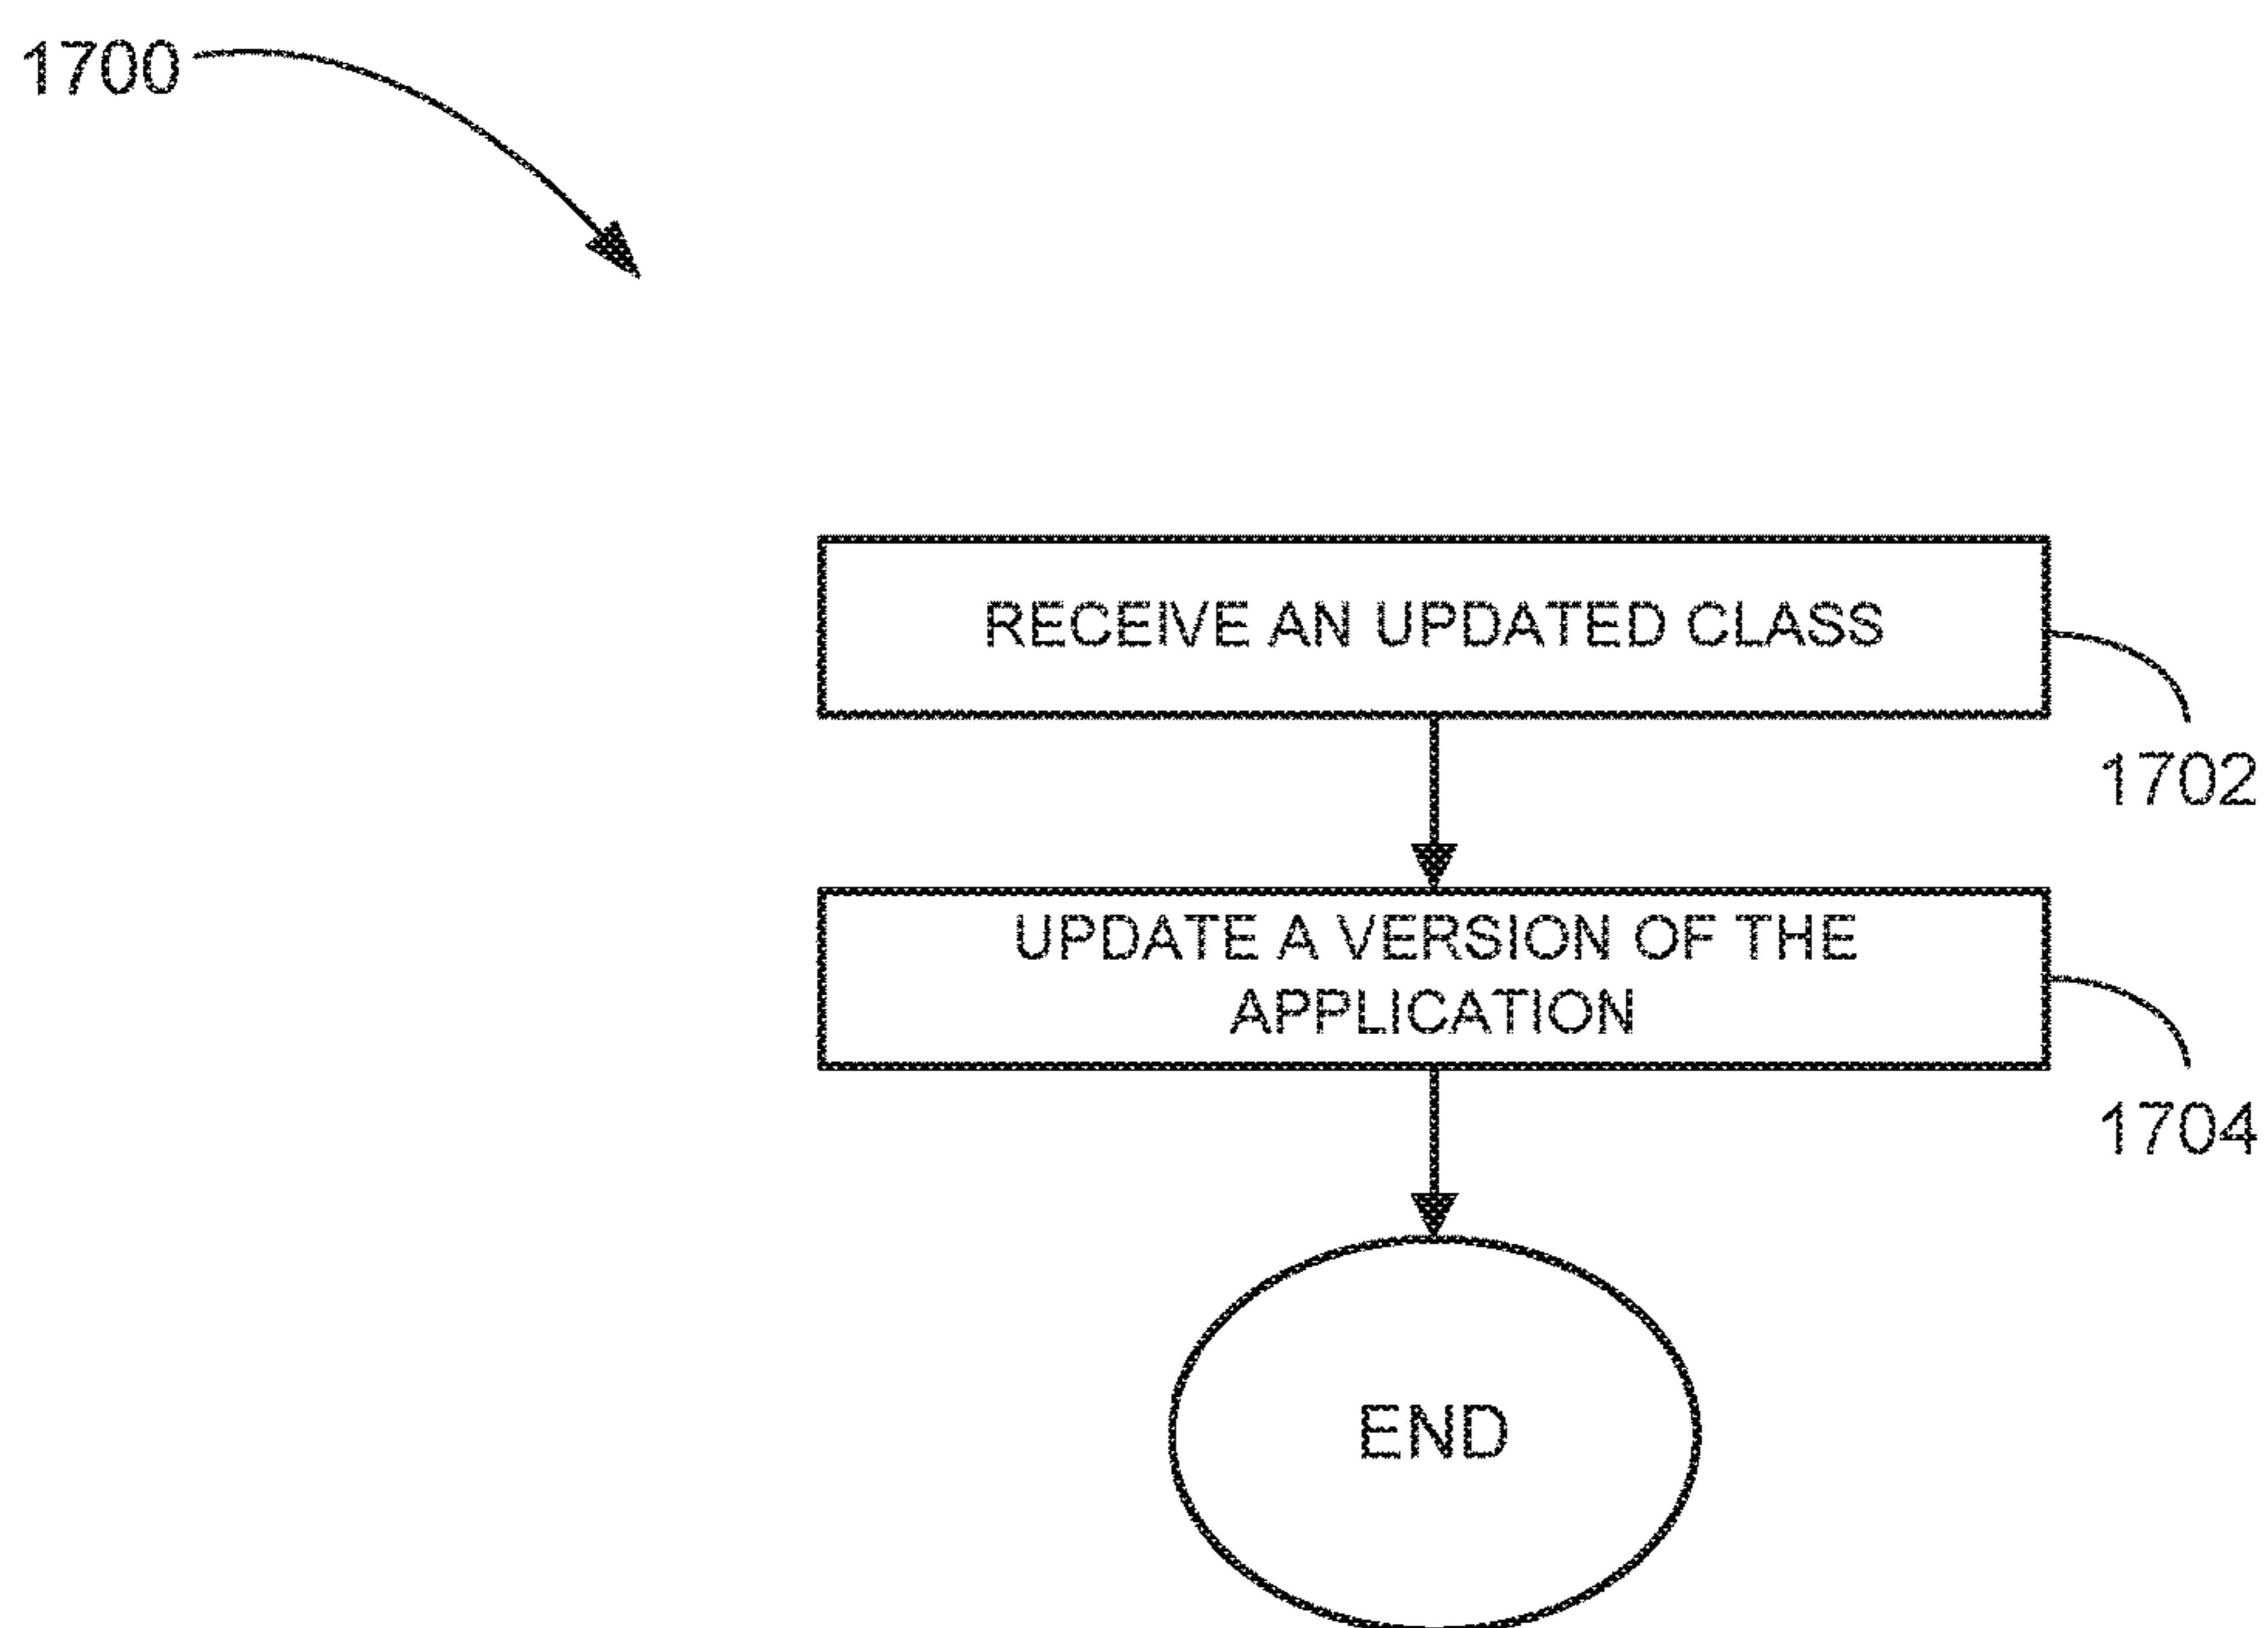 1700
RECEIVE AN UPDATED CLASS
1702
UPDATE A VERSION OF THE
APPLICATION
1704
END